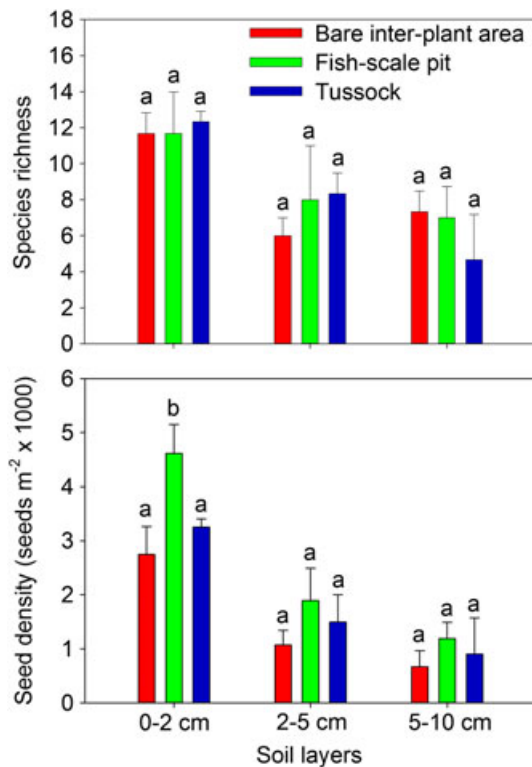 Bare inter-plant area
Fish-scale pit
Tussock
Species richness
18
16
14
12
10
8
6
4
2
0
a a a
a a a
a a a
Seed density (seeds m⁻² x 1000)
6
5
4
3
2
1
0
a b a
a a a
a a a
0-2 cm 2-5 cm 5-10 cm
Soil layers